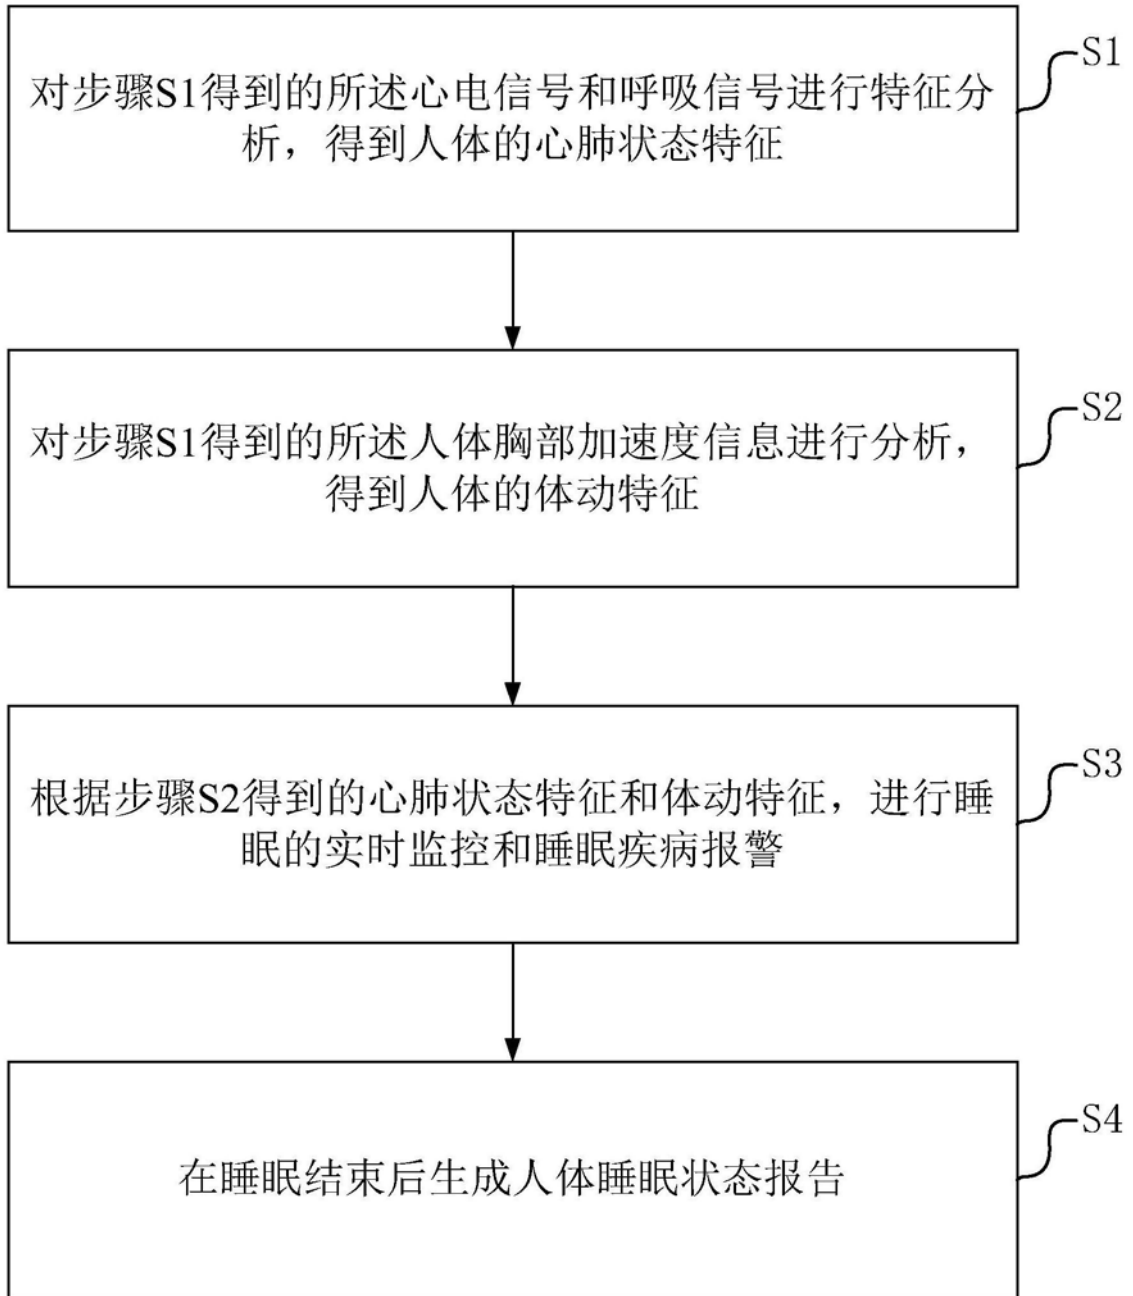 S1
对步骤S1得到的所述心电信号和呼吸信号进行特征分
析，得到人体的心肺状态特征
S2
对步骤S1得到的所述人体胸部加速度信息进行分析，
得到人体的体动特征
S3
根据步骤S2得到的心肺状态特征和体动特征，进行睡
眠的实时监控和睡眠疾病报警
S4
在睡眠结束后生成人体睡眠状态报告